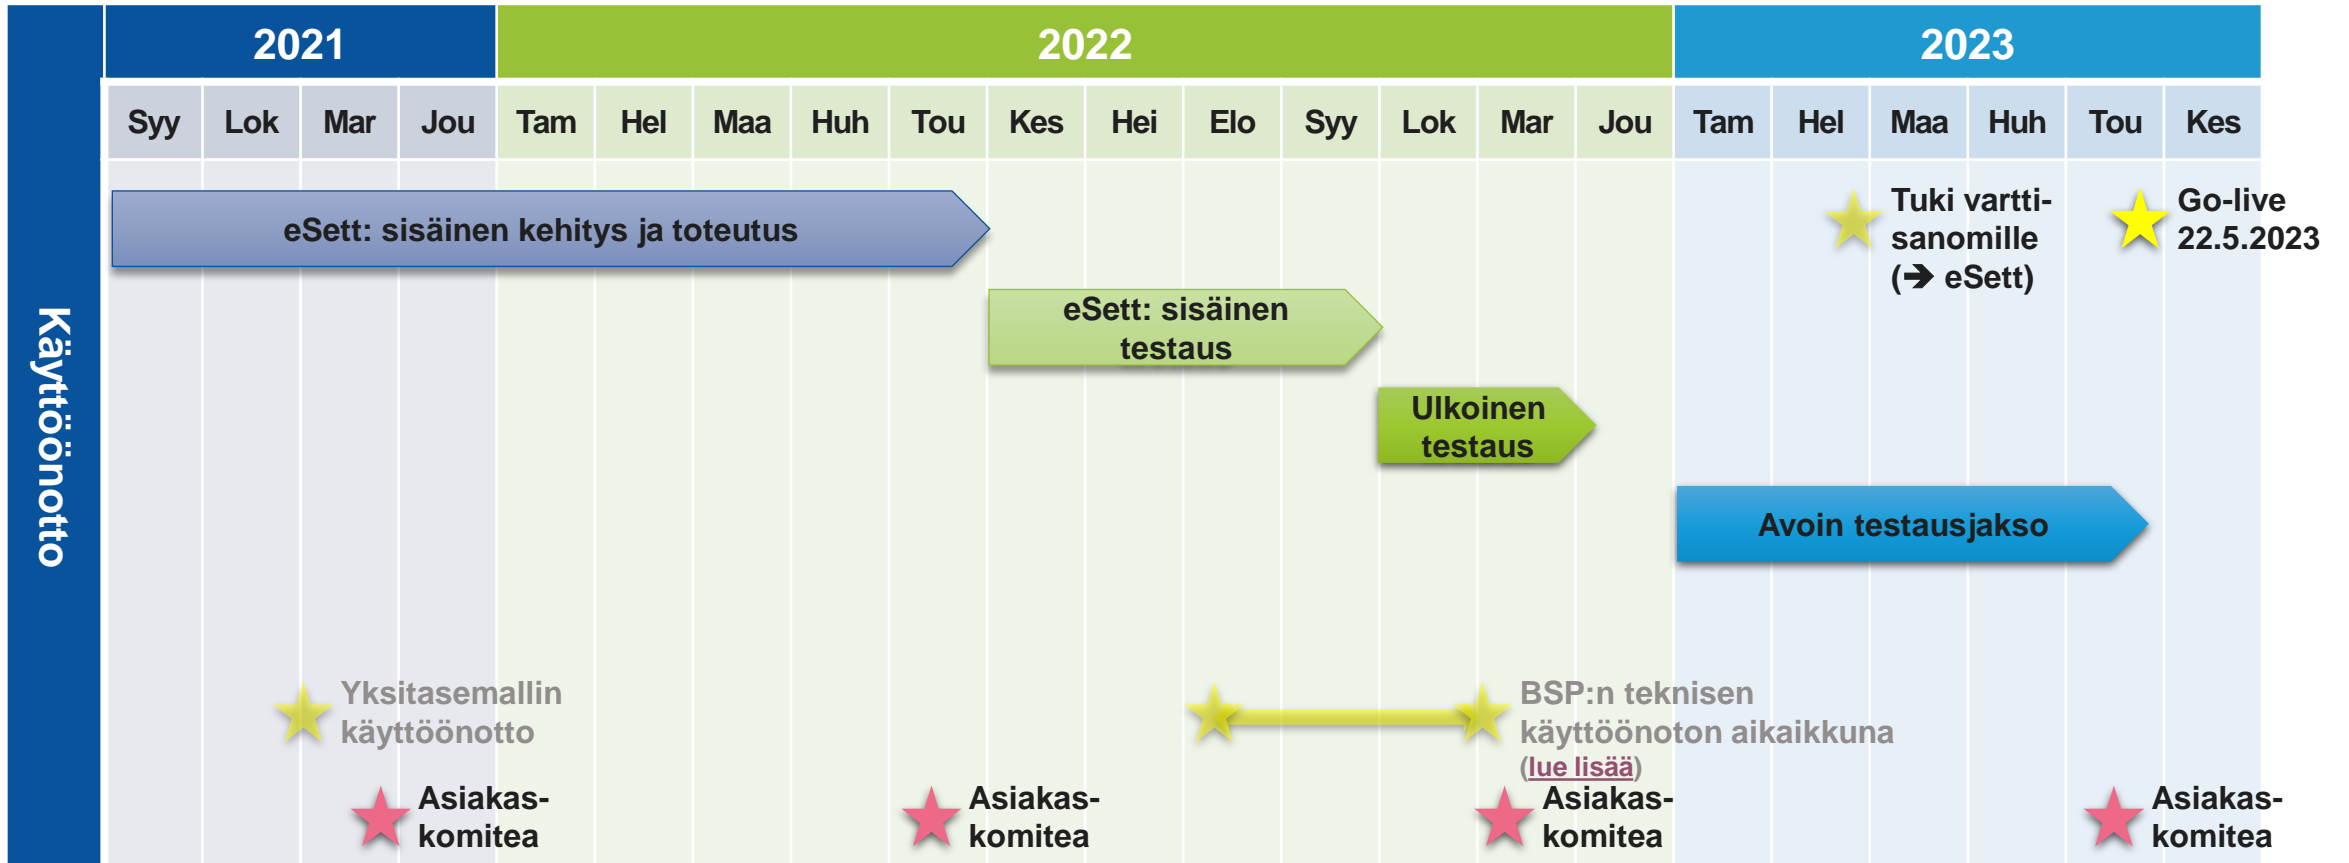 2021
2022
2023
Syy Lok Mar Jou Tam Hel Maa Huh Tou Kes Hei Elo Syy Lok Mar Jou Tam Hel Maa Huh Tou Kes
Käyttöönotto
eSett: sisäinen kehitys ja toteutus
Tuki vartti-
sanomille
(➔ eSett)
Go-live
22.5.2023
eSett: sisäinen
testaus
Ulkoinen
testaus
Avoin testausjakso
Yksitasemallin
käyttöönotto
BSP:n teknisen
käyttöönoton aikaikkuna
(lue lisää)
Asiakas-
komitea
Asiakas-
komitea
Asiakas-
komitea
Asiakas-
komitea